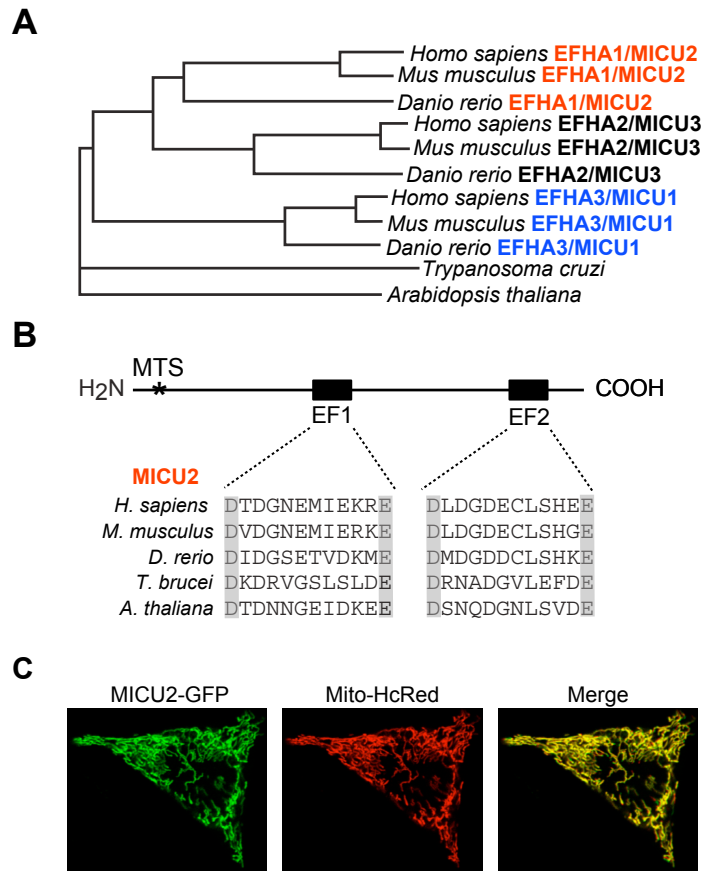 A
Homo sapiens EFHA1/MICU2
Mus musculus EFHA1/MICU2
Danio rerio EFHA1/MICU2
Homo sapiens EFHA2/MICU3
Mus musculus EFHA2/MICU3
Danio rerio EFHA2/MICU3
Homo sapiens EFHA3/MICU1
Mus musculus EFHA3/MICU1
Danio rerio EFHA3/MICU1
Trypanosoma cruzi
Arabidopsis thaliana
B
MTS
H2N * COOH
EF1 EF2
MICU2
H. sapiens DTDGNEMIEKRE DLDGDECLSHEE
M. musculus DVDGNEMIERKE DLDGDECLSHGE
D. rerio DIDGSETVDKME DMDGDDCLSHKE
T. brucei DKDRVGSLSLDE DRNADGVLEFDE
A. thaliana DTDNNGEIDKEE DSNQDGNLSVDE
C
MICU2-GFP Mito-HcRed Merge